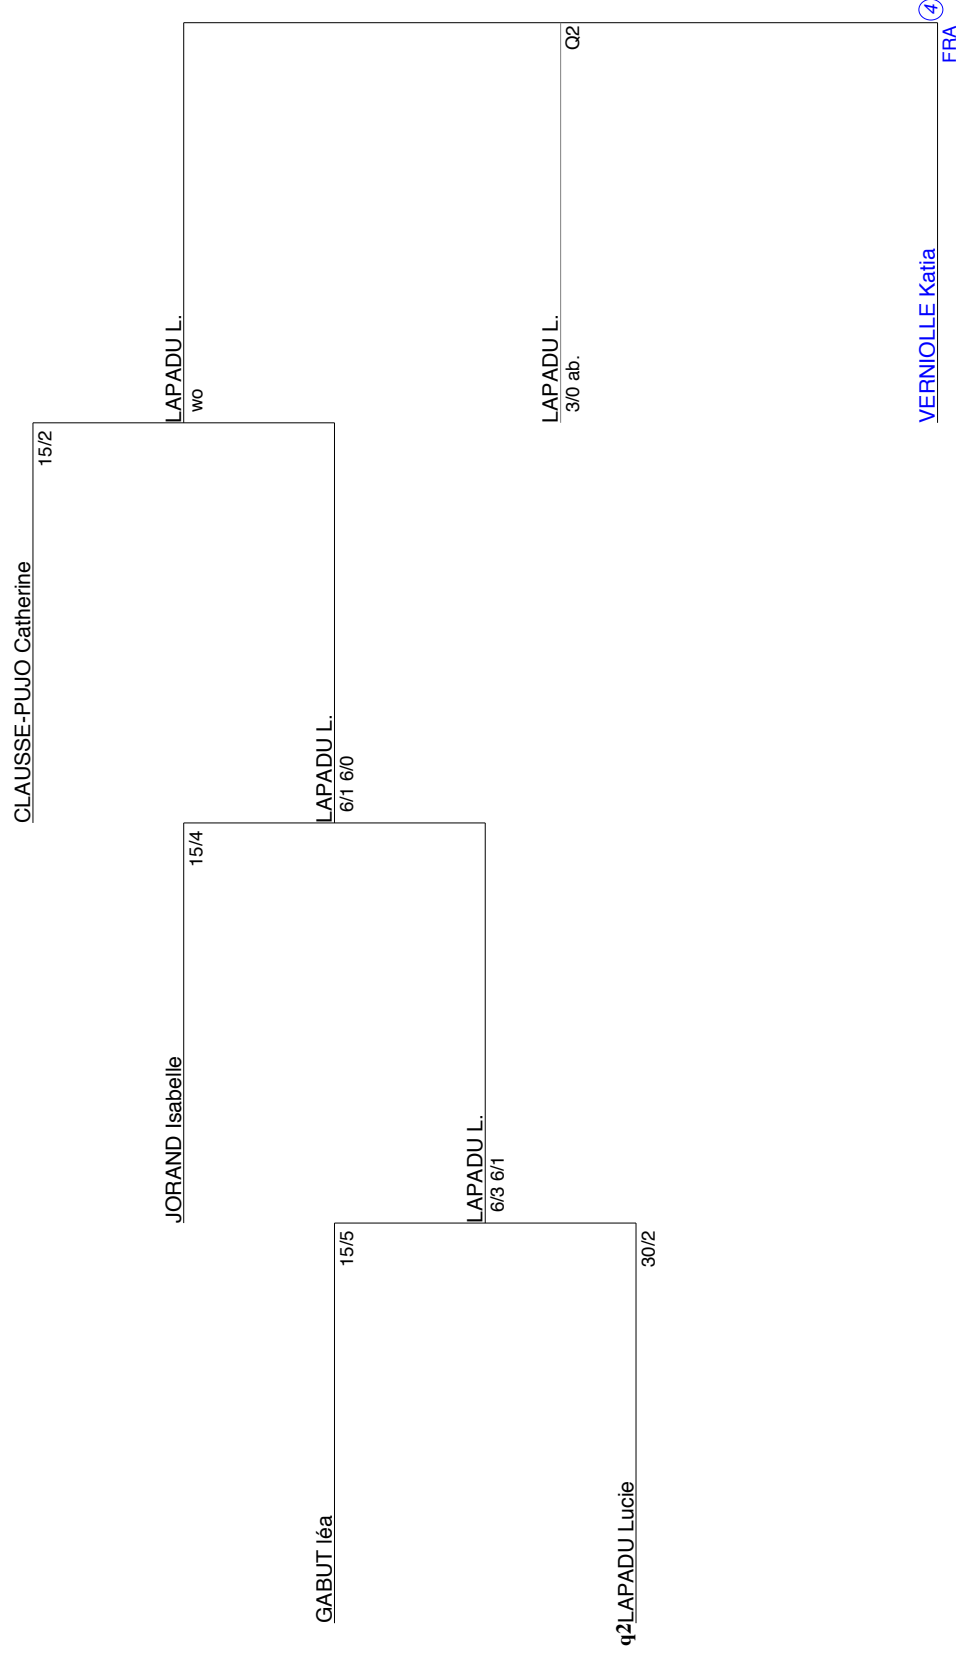 CLAUSSE-PUJO Catherine
15/2
LAPADU L.
wo
JORAND Isabelle
15/4
LAPADU L.
6/1 6/0
GABUT léa
15/5
LAPADU L.
6/3 6/1
q2LAPADU Lucie
30/2
LAPADU L.
3/0 ab.
Q2
VERNIOLLE Katia
4
FRA